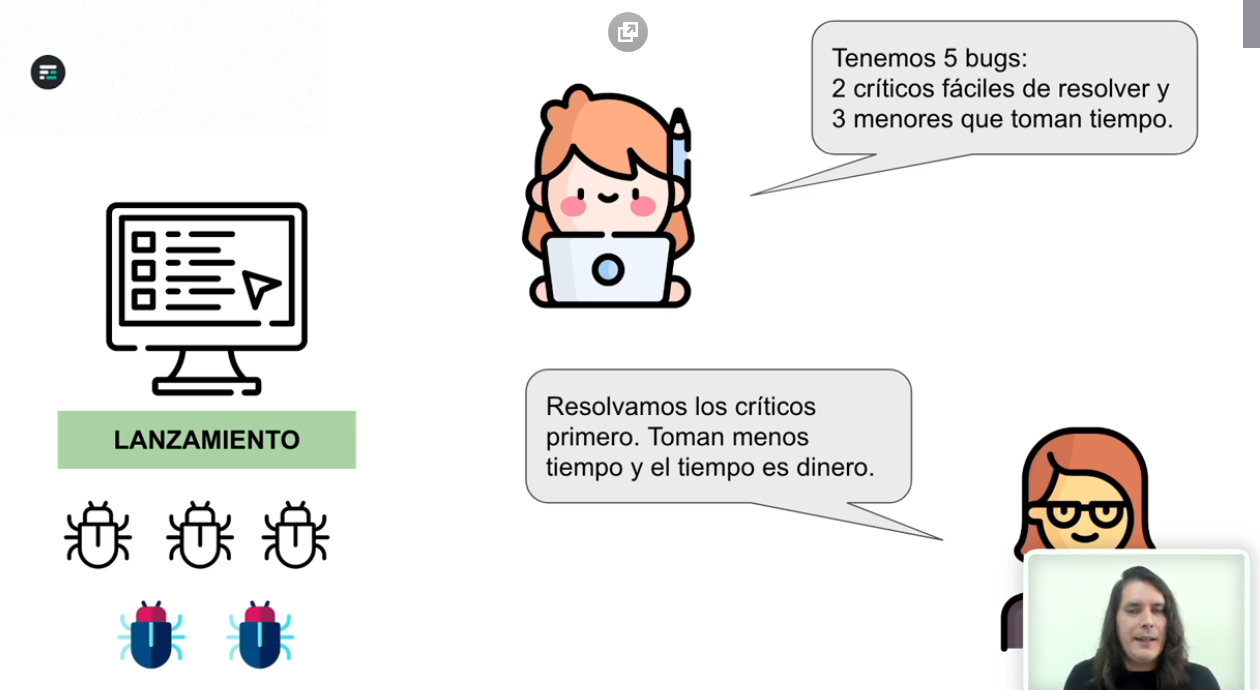 Tenemos 5 bugs:
2 críticos fáciles de resolver y
3 menores que toman tiempo.
Resolvamos los críticos
primero. Toman menos
tiempo y el tiempo es dinero.
LANZAMIENTO